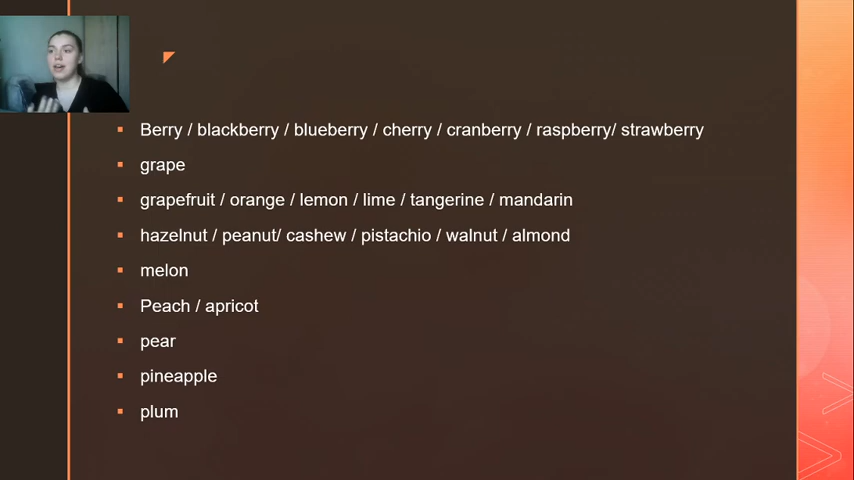 Berry / blackberry / blueberry / cherry / cranberry / raspberry/ strawberry
grape
grapefruit / orange / lemon / lime / tangerine / mandarin
hazelnut / peanut/ cashew / pistachio / walnut / almond
melon
Peach / apricot
pear
pineapple
plum